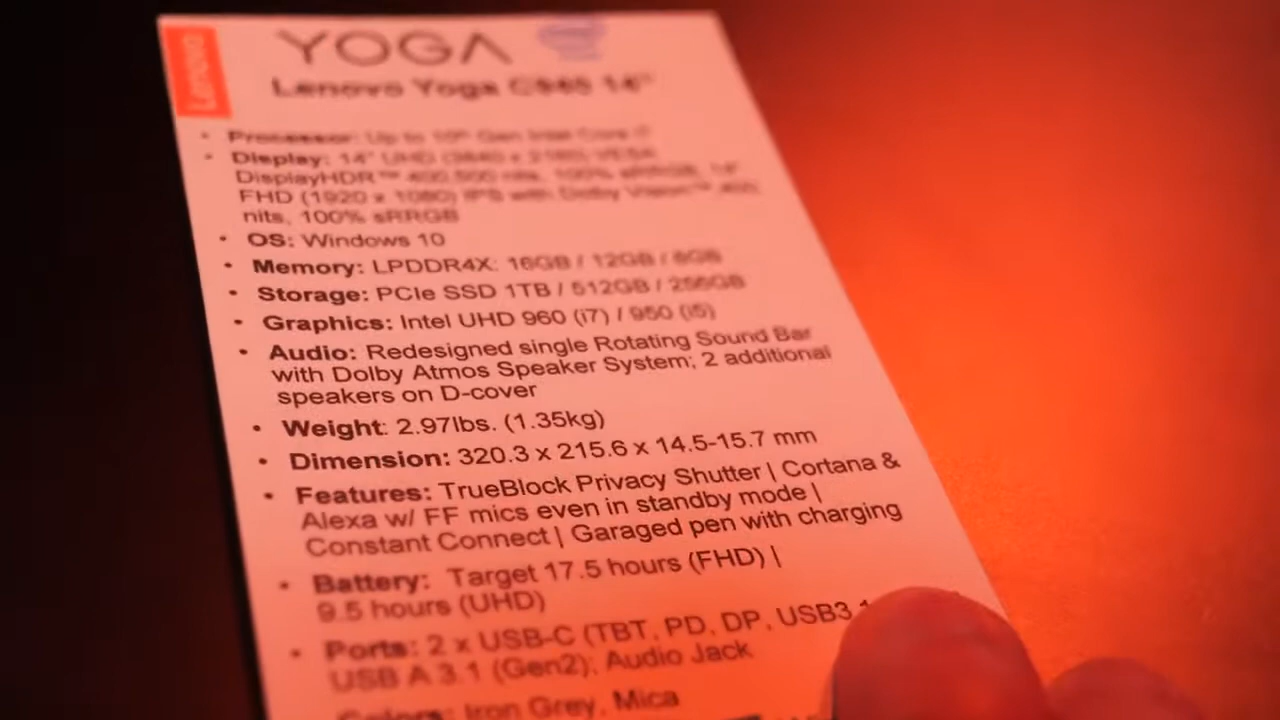 Lenovo
YOGA
intel
Lenovo Yoga C940 14"
• Processor: Up to 10th Gen Intel Core i7
• Display: 14" UHD (3840 x 2160) VESA
DisplayHDR™ 400,500 nits, 100% sRRGB, 14"
FHD (1920 x 1080) IPS with Dolby Vision™,400
nits, 100% sRRGB
• OS: Windows 10
• Memory: LPDDR4X: 16GB / 12GB / 8GB
• Storage: PCIe SSD 1TB / 512GB / 256GB
• Graphics: Intel UHD 960 (i7) / 950 (i5)
• Audio: Redesigned single Rotating Sound Bar
with Dolby Atmos Speaker System; 2 additional
speakers on D-cover
• Weight: 2.97lbs. (1.35kg)
• Dimension: 320.3 x 215.6 x 14.5-15.7 mm
• Features: TrueBlock Privacy Shutter | Cortana &
Alexa w/ FF mics even in standby mode |
Constant Connect | Garaged pen with charging
• Battery: Target 17.5 hours (FHD) |
9.5 hours (UHD)
• Ports: 2 x USB-C (TBT, PD, DP, USB3.1
USB A 3.1 (Gen2); Audio Jack
Colors: Iron Grey, Mica